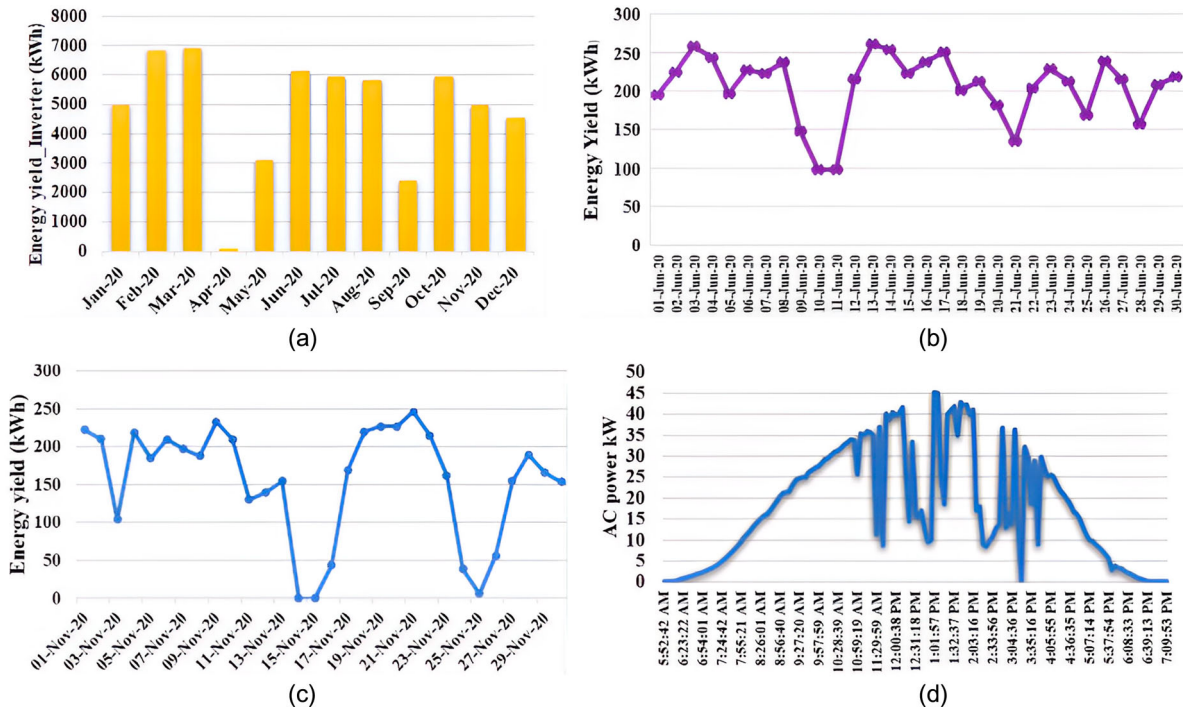 Energy yield_Inverter (kWh)
8000
7000
6000
5000
4000
3000
2000
1000
0
Jan-20
Feb-20
Mar-20
Apr-20
May-20
Jun-20
Jul-20
Aug-20
Sep-20
Oct-20
Nov-20
Dec-20
(a)
Energy Yield (kWh)
300
250
200
150
100
50
0
01-Jun-20
02-Jun-20
03-Jun-20
04-Jun-20
05-Jun-20
06-Jun-20
07-Jun-20
08-Jun-20
09-Jun-20
10-Jun-20
11-Jun-20
12-Jun-20
13-Jun-20
14-Jun-20
15-Jun-20
16-Jun-20
17-Jun-20
18-Jun-20
19-Jun-20
20-Jun-20
21-Jun-20
22-Jun-20
23-Jun-20
24-Jun-20
25-Jun-20
26-Jun-20
27-Jun-20
28-Jun-20
29-Jun-20
30-Jun-20
(b)
Energy yield (kWh)
300
250
200
150
100
50
0
01-Nov-20
03-Nov-20
05-Nov-20
07-Nov-20
09-Nov-20
11-Nov-20
13-Nov-20
15-Nov-20
17-Nov-20
19-Nov-20
21-Nov-20
23-Nov-20
25-Nov-20
27-Nov-20
29-Nov-20
(c)
AC power kW
50
45
40
35
30
25
20
15
10
5
0
5:52:42 AM
6:23:22 AM
6:54:01 AM
7:24:42 AM
7:55:21 AM
8:26:01 AM
8:56:40 AM
9:27:20 AM
9:57:59 AM
10:28:39 AM
10:59:19 AM
11:29:59 AM
12:00:38 PM
12:31:18 PM
1:01:57 PM
1:32:37 PM
2:03:16 PM
2:33:56 PM
3:04:36 PM
3:35:16 PM
4:05:55 PM
4:36:35 PM
5:07:14 PM
5:37:54 PM
6:08:33 PM
6:39:13 PM
7:09:53 PM
(d)